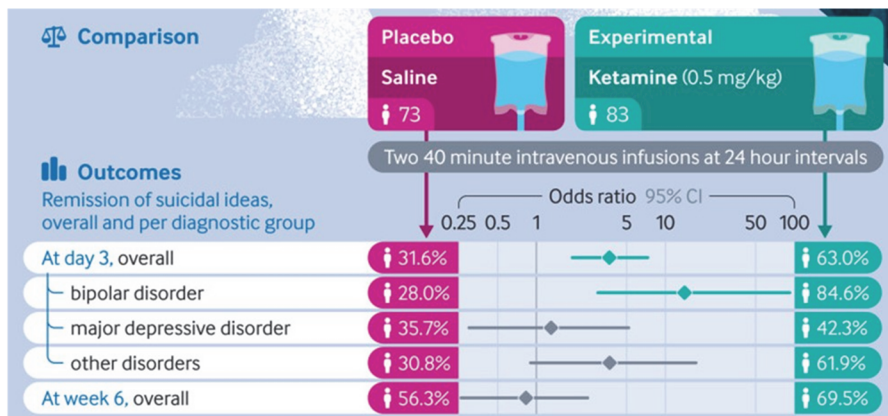 Comparison
Placebo
Saline
73
Experimental
Ketamine (0.5 mg/kg)
83
Two 40 minute intravenous infusions at 24 hour intervals
Outcomes
Remission of suicidal ideas,
overall and per diagnostic group
Odds ratio 95% CI
0.25 0.5 1 5 10 50 100
At day 3, overall 31.6% 63.0%
bipolar disorder 28.0% 84.6%
major depressive disorder 35.7% 42.3%
other disorders 30.8% 61.9%
At week 6, overall 56.3% 69.5%